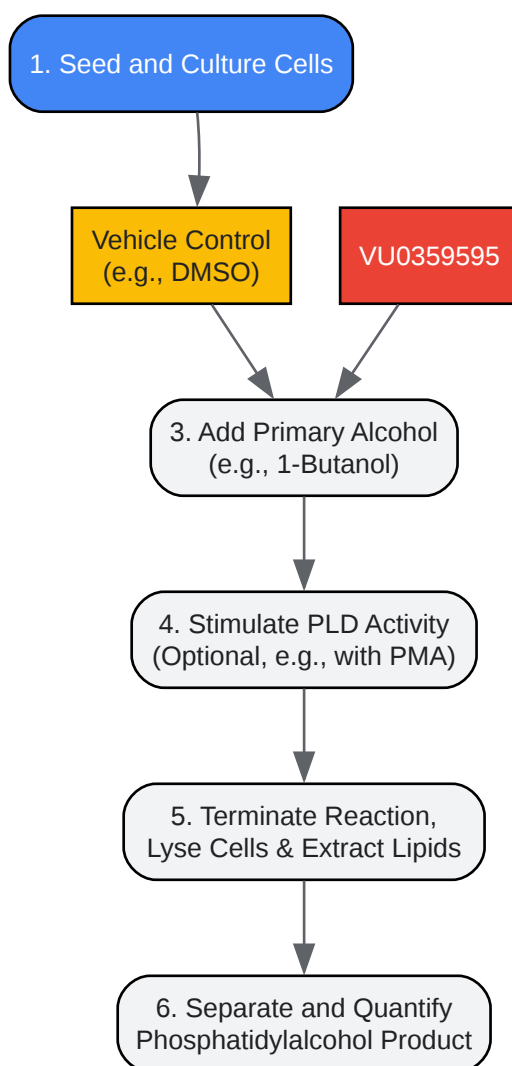 1. Seed and Culture Cells
Vehicle Control
(e.g., DMSO)
VU0359595
3. Add Primary Alcohol
(e.g., 1-Butanol)
4. Stimulate PLD Activity
(Optional, e.g., with PMA)
5. Terminate Reaction,
Lyse Cells & Extract Lipids
6. Separate and Quantify
Phosphatidylalcohol Product